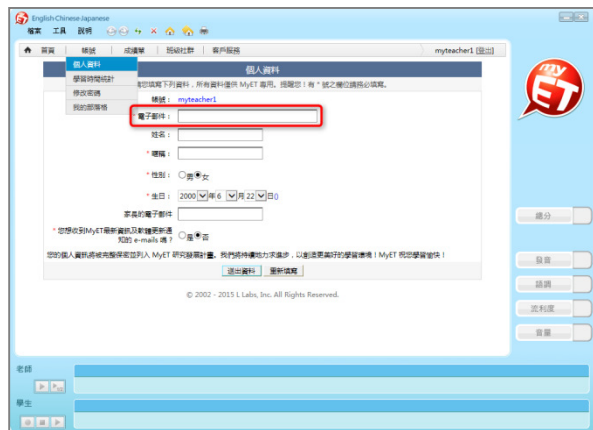 English Chinese Japanese
檔案 工具 說明
首頁 帳號 成績單 班級社群 客戶服務 myteacher1 [登出]
個人資料
學習時間統計
修改密碼
我的部落格
個人資料
請您填寫下列資料，所有資料僅供 MyET 專用。提醒您！有 * 號之欄位請務必填寫。
帳號： myteacher1
* 電子郵件：
姓名：
* 暱稱：
* 性別： 男 女
* 生日： 2000 年 6 月 22 日()
家長的電子郵件
* 您想收到MyET最新資訊及軟體更新通
知的 e-mails 嗎？ 是 否
您的個人資訊將被完整保密並列入 MyET 研究發展計畫。我們將持續地力求進步，以創造更美好的學習環境！MyET 祝您學習愉快！
送出資料 重新填寫
© 2002 - 2015 L Labs, Inc. All Rights Reserved.
my
ET
總分
發音
語調
流利度
音量
老師
學生